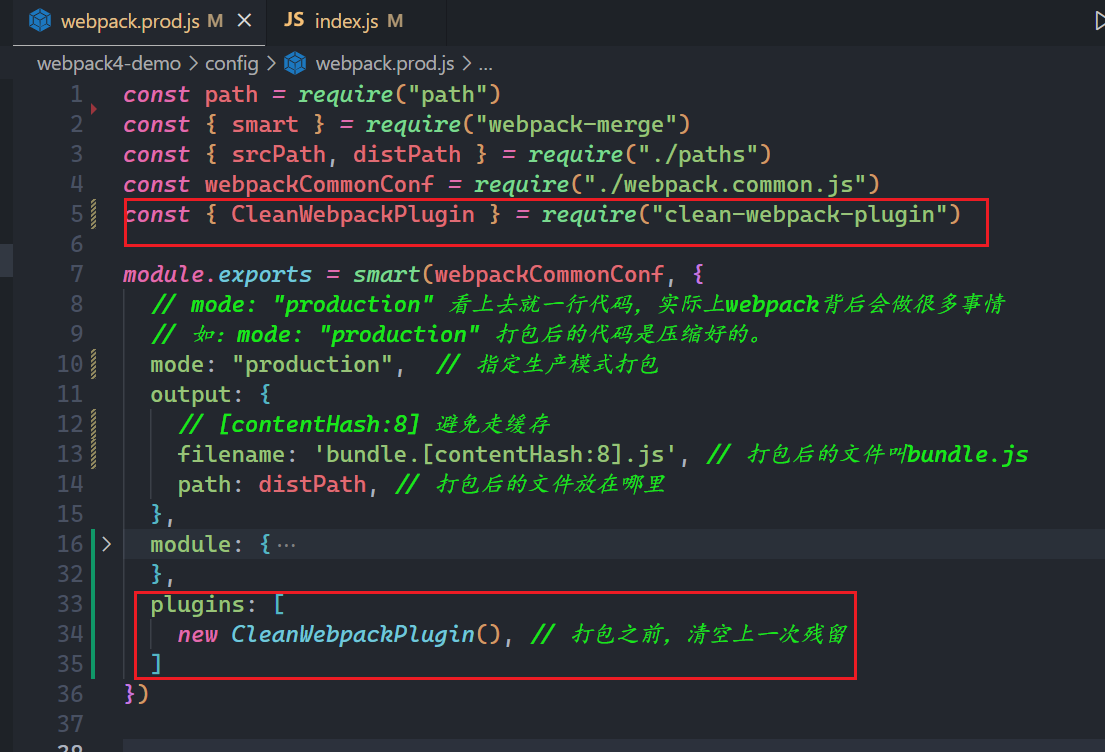 webpack.prod.js M
JS index.js M
webpack4-demo > config > webpack.prod.js > ...
1 const path = require("path")
2 const { smart } = require("webpack-merge")
3 const { srcPath, distPath } = require("./paths")
4 const webpackCommonConf = require("./webpack.common.js")
5 const { CleanWebpackPlugin } = require("clean-webpack-plugin")
6
7 module.exports = smart(webpackCommonConf, {
8 // mode: "production" 看上去就一行代码，实际上webpack背后会做很多事情
9 // 如：mode: "production" 打包后的代码是压缩好的。
10 mode: "production", // 指定生产模式打包
11 output: {
12 // [contentHash:8] 避免走缓存
13 filename: 'bundle.[contentHash:8].js', // 打包后的文件叫bundle.js
14 path: distPath, // 打包后的文件放在哪里
15 },
16 module: { ...
32 },
33 plugins: [
34 new CleanWebpackPlugin(), // 打包之前，清空上一次残留
35 ]
36 })
37
38